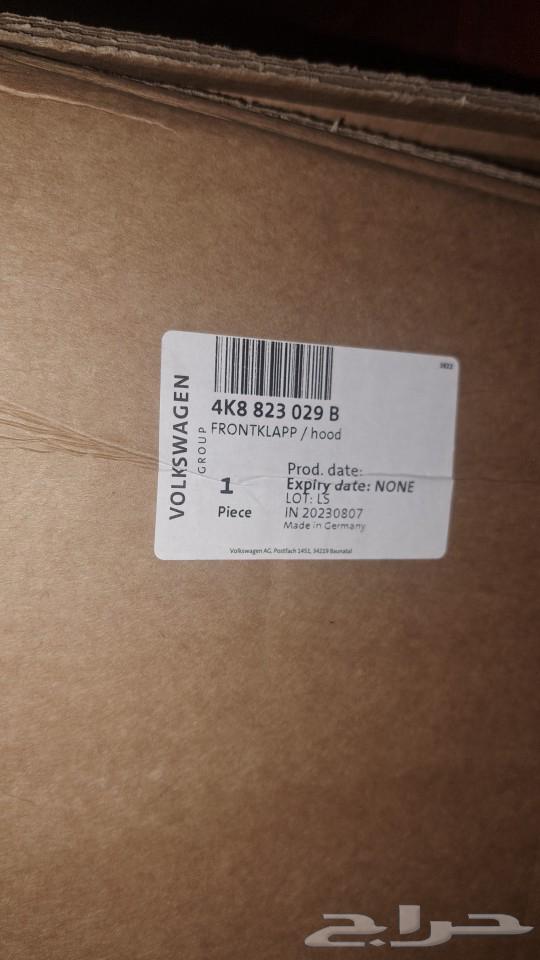 3822
4K8 823 029 B
FRONTKLAPP / hood
VOLKSWAGEN
GROUP
1
Piece
Prod. date:
Expiry date: NONE
LOT: LS
IN 20230807
Made in Germany
Volkswagen AG. Postfach 1451, 34219 Baunatal
حراج